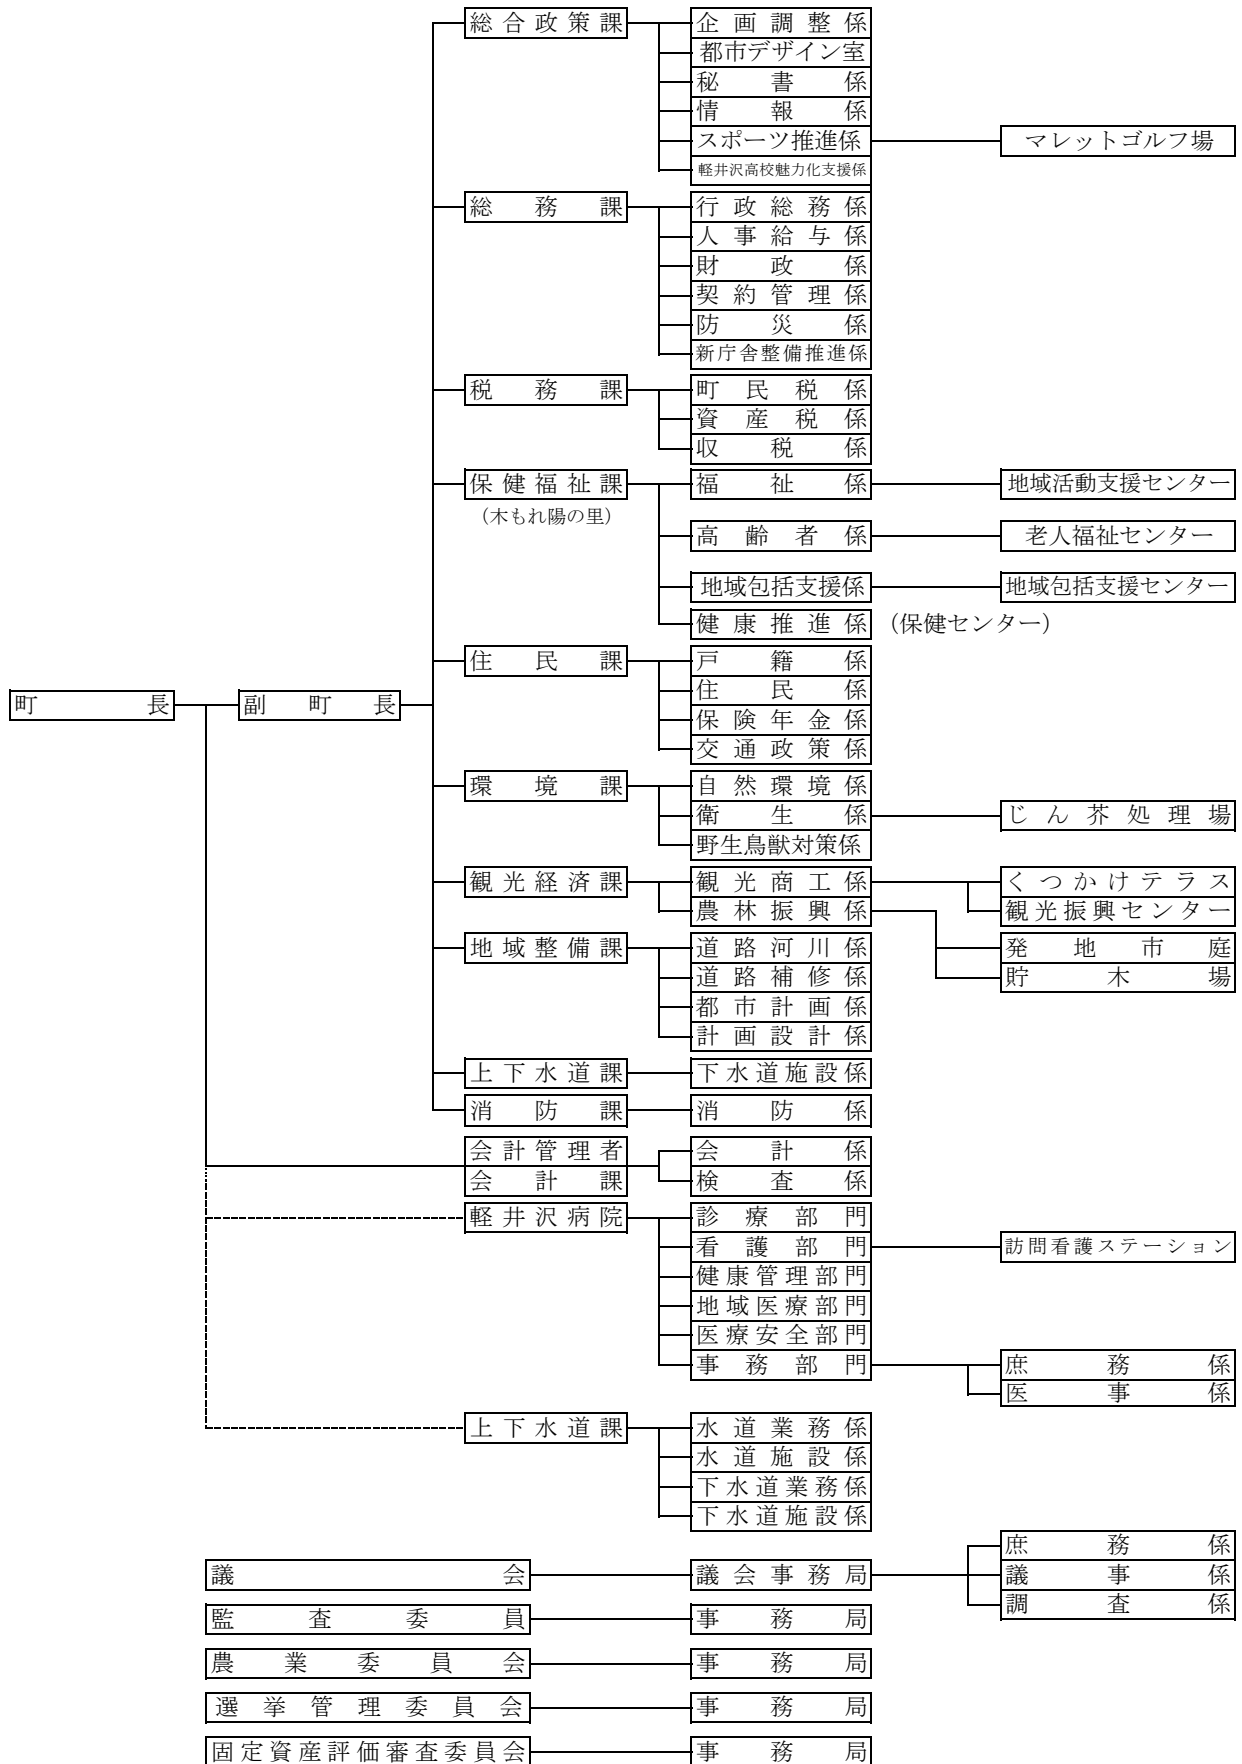 総合政策課 企画調整係
都市デザイン室
秘書係
情報係
スポーツ推進係 マレットゴルフ場
軽井沢高校魅力化支援係
総務課 行政総務係
人事給与係
財政係
契約管理係
防災係
新庁舎整備推進係
税務課 町民税係
資産税係
収税係
保健福祉課 福祉係 地域活動支援センター
（木もれ陽の里）
高齢者係 老人福祉センター
地域包括支援係 地域包括支援センター
健康推進係 （保健センター）
住民課 戸籍係
住民係
町長 副町長
保険年金係
交通政策係
環境課 自然環境係
衛生係 じん芥処理場
野生鳥獣対策係
観光経済課 観光商工係 くつかけテラス
農林振興係 観光振興センター
地域整備課 道路河川係 発地市庭
道路補修係 貯木場
都市計画係
計画設計係
上下水道課 下水道施設係
消防課 消防係
会計管理者 会計係
会計課 検査係
軽井沢病院 診療部門
看護部門 訪問看護ステーション
健康管理部門
地域医療部門
医療安全部門
事務部門 庶務係
医事係
上下水道課 水道業務係
水道施設係
下水道業務係
下水道施設係
庶務係
議会 議会事務局 議事係
調査係
監査委員 事務局
農業委員会 事務局
選挙管理委員会 事務局
固定資産評価審査委員会 事務局